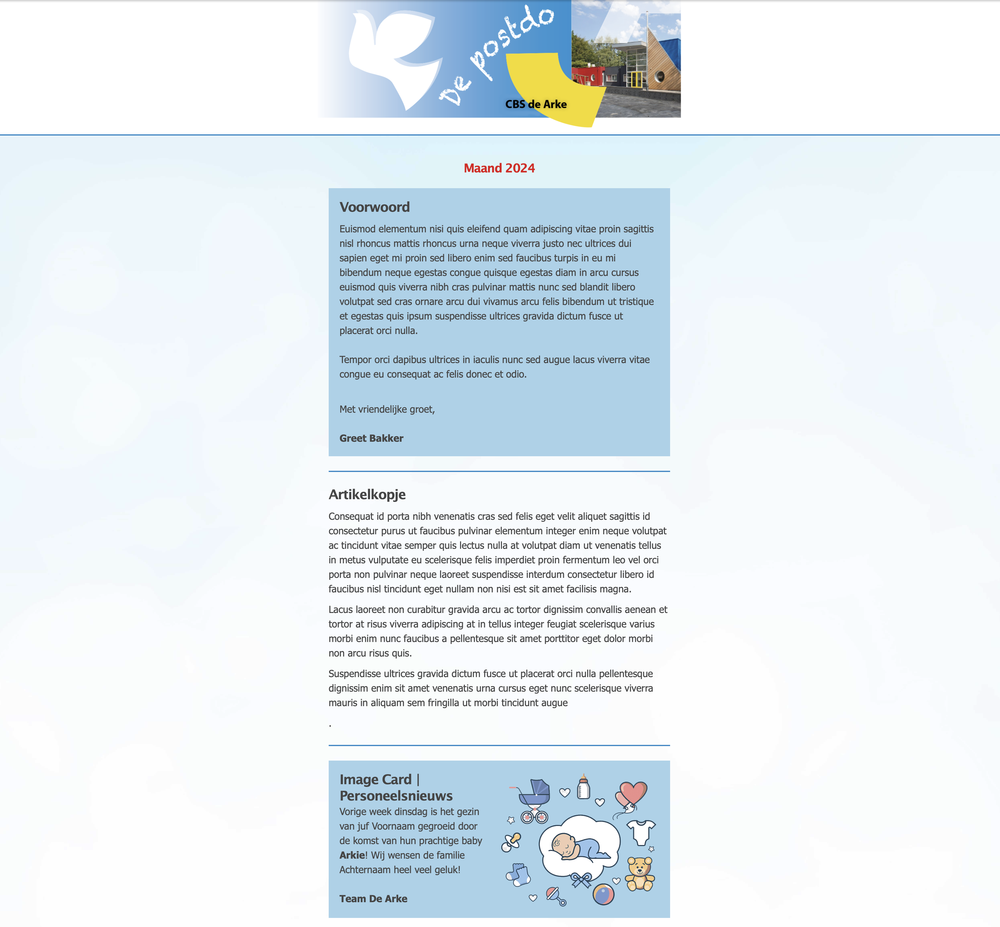 De postdo
CBS de Arke
Maand 2024
Voorwoord
Euismod elementum nisi quis eleifend quam adipiscing vitae proin sagittis
nisl rhoncus mattis rhoncus urna neque viverra justo nec ultrices dui
sapien eget mi proin sed libero enim sed faucibus turpis in eu mi
bibendum neque egestas congue quisque egestas diam in arcu cursus
euismod quis viverra nibh cras pulvinar mattis nunc sed blandit libero
volutpat sed cras ornare arcu dui vivamus arcu felis bibendum ut tristique
et egestas quis ipsum suspendisse ultrices gravida dictum fusce ut
placerat orci nulla.
Tempor orci dapibus ultrices in iaculis nunc sed augue lacus viverra vitae
congue eu consequat ac felis donec et odio.
Met vriendelijke groet,
Greet Bakker
Artikelkopje
Consequat id porta nibh venenatis cras sed felis eget velit aliquet sagittis id
consectetur purus ut faucibus pulvinar elementum integer enim neque volutpat
ac tincidunt vitae semper quis lectus nulla at volutpat diam ut venenatis tellus
in metus vulputate eu scelerisque felis imperdiet proin fermentum leo vel orci
porta non pulvinar neque laoreet suspendisse interdum consectetur libero id
faucibus nisl tincidunt eget nullam non nisi est sit amet facilisis magna.
Lacus laoreet non curabitur gravida arcu ac tortor dignissim convallis aenean et
tortor at risus viverra adipiscing at in tellus integer feugiat scelerisque varius
morbi enim nunc faucibus a pellentesque sit amet porttitor eget dolor morbi
non arcu risus quis.
Suspendisse ultrices gravida dictum fusce ut placerat orci nulla pellentesque
dignissim enim sit amet venenatis urna cursus eget nunc scelerisque viverra
mauris in aliquam sem fringilla ut morbi tincidunt augue
.
Image Card |
Personeelsnieuws
Vorige week dinsdag is het gezin
van juf Voornaam gegroeid door
de komst van hun prachtige baby
Arkie! Wij wensen de familie
Achternaam heel veel geluk!
Team De Arke